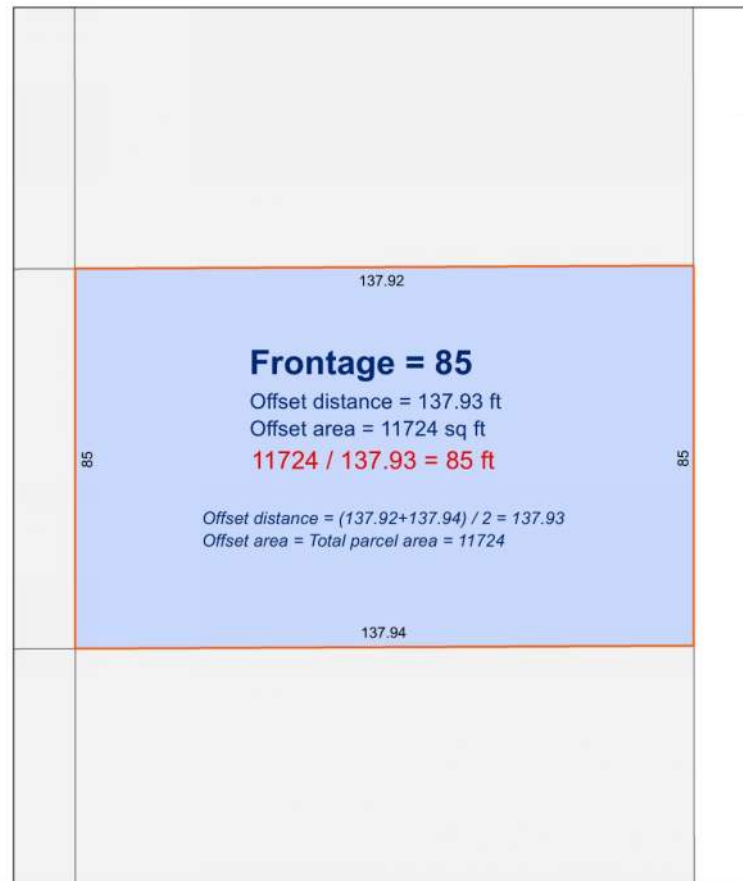 137.92
Frontage = 85
Offset distance = 137.93 ft
Offset area = 11724 sq ft
11724 / 137.93 = 85 ft
85
85
Offset distance = (137.92+137.94) / 2 = 137.93
Offset area = Total parcel area = 11724
137.94